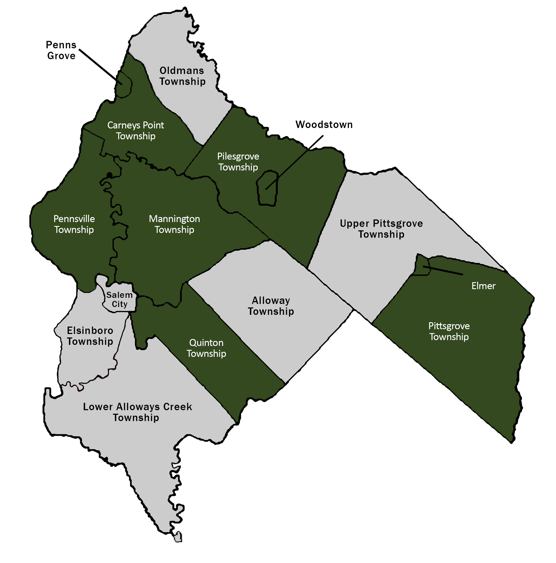 Penns
Grove
Oldmans
Township
Carneys Point
Township
Woodstown
Pilesgrove
Township
Pennsville
Township
Mannington
Township
Upper Pittsgrove
Township
Elmer
Salem
City
Alloway
Township
Elsinboro
Township
Quinton
Township
Pittsgrove
Township
Lower Alloways Creek
Township